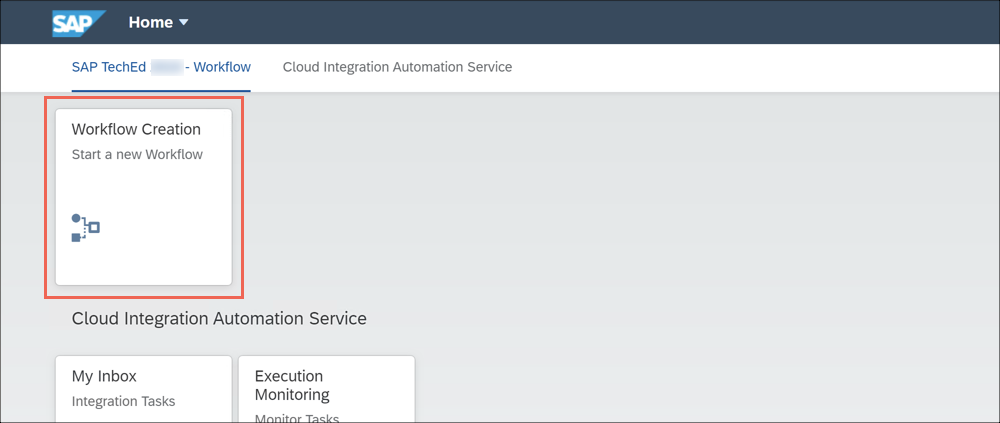 SAP Home
SAP TechEd - Workflow Cloud Integration Automation Service
Workflow Creation
Start a new Workflow
Cloud Integration Automation Service
My Inbox
Integration Tasks
Execution
Monitoring
Monitor Tasks